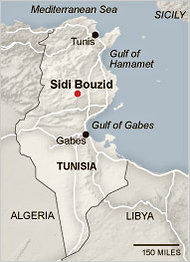 Mediterranean Sea
SICILY
Tunis
Gulf of
Hamamet
Sidi Bouzid
Gulf of Gabes
Gabes
TUNISIA
ALGERIA
LIBYA
150 MILES